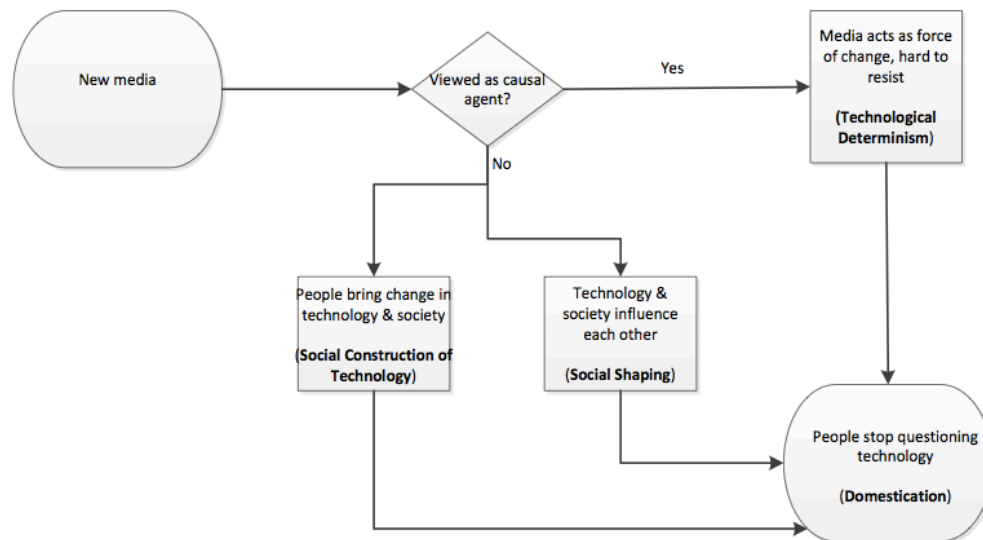 New media
Viewed as causal
agent?
Yes
Media acts as force
of change, hard to
resist
(Technological
Determinism)
No
People bring change in
technology & society
(Social Construction of
Technology)
Technology &
society influence
each other
(Social Shaping)
People stop questioning
technology
(Domestication)